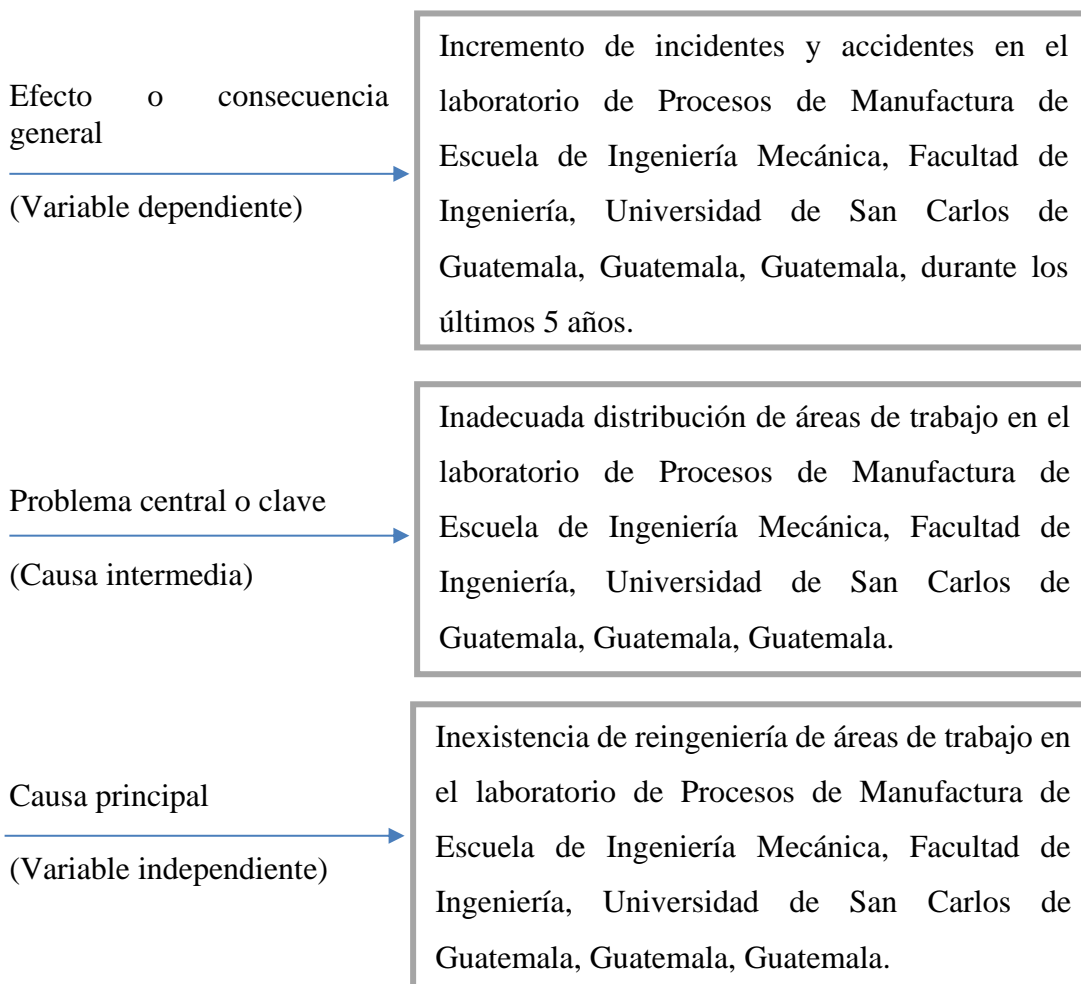 Efecto o consecuencia
general
(Variable dependiente)
Incremento de incidentes y accidentes en el
laboratorio de Procesos de Manufactura de
Escuela de Ingeniería Mecánica, Facultad de
Ingeniería, Universidad de San Carlos de
Guatemala, Guatemala, Guatemala, durante los
últimos 5 años.
Problema central o clave
(Causa intermedia)
Inadecuada distribución de áreas de trabajo en el
laboratorio de Procesos de Manufactura de
Escuela de Ingeniería Mecánica, Facultad de
Ingeniería, Universidad de San Carlos de
Guatemala, Guatemala, Guatemala.
Causa principal
(Variable independiente)
Inexistencia de reingeniería de áreas de trabajo en
el laboratorio de Procesos de Manufactura de
Escuela de Ingeniería Mecánica, Facultad de
Ingeniería, Universidad de San Carlos de
Guatemala, Guatemala, Guatemala.